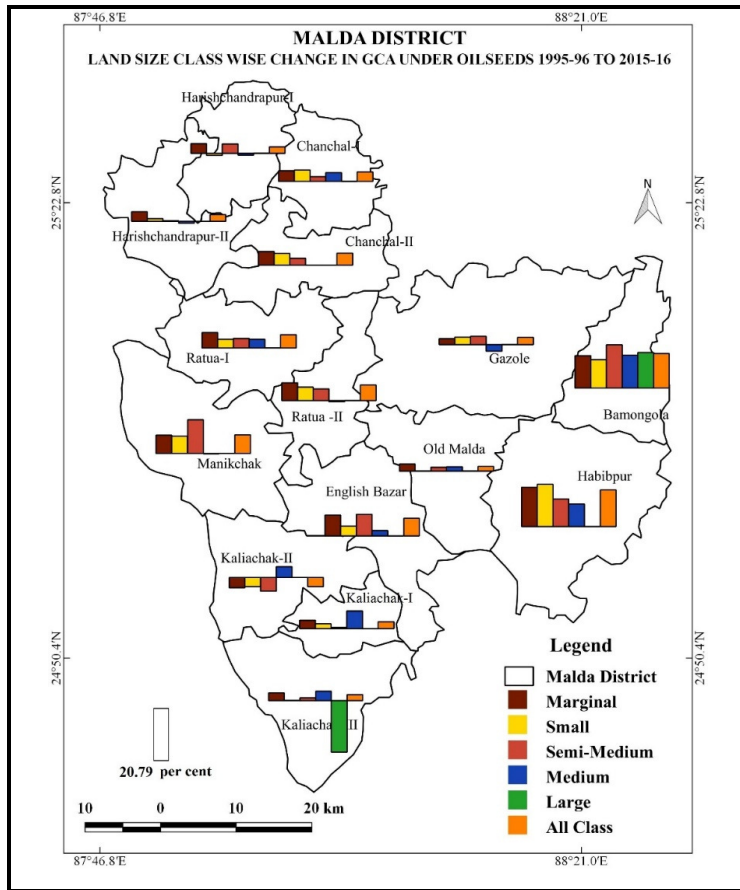 87°46.8'E
88°21.0'E
MALDA DISTRICT
LAND SIZE CLASS WISE CHANGE IN GCA UNDER OILSEEDS 1995-96 TO 2015-16
Harishchandrapur-I
Chanchal-I
N
25°22.8'N
25°22.8'N
Harishchandrapur-II
Chanchal-II
Ratua-I
Gazole
Ratua -II
Bamongola
Manikchak
Old Malda
Habibpur
English Bazar
Kaliachak-II
Kaliachak-I
24°50.4'N
24°50.4'N
Legend
Malda District
Marginal
Small
Semi-Medium
Medium
Large
All Class
20.79 per cent
10 0 10 20 km
87°46.8'E
88°21.0'E